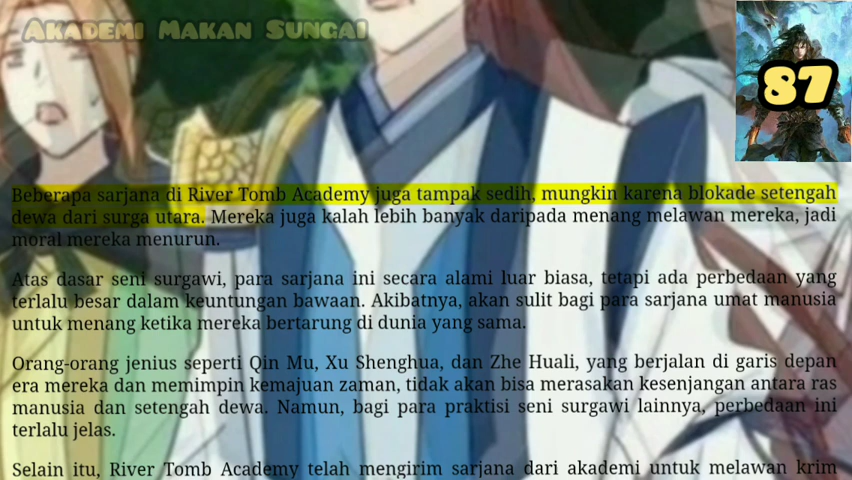 Akademi Makan Sungai
87
Beberapa sarjana di River Tomb Academy juga tampak sedih, mungkin karena blokade setengah
dewa dari surga utara. Mereka juga kalah lebih banyak daripada menang melawan mereka, jadi
moral mereka menurun.
Atas dasar seni surgawi, para sarjana ini secara alami luar biasa, tetapi ada perbedaan yang
terlalu besar dalam keuntungan bawaan. Akibatnya, akan sulit bagi para sarjana umat manusia
untuk menang ketika mereka bertarung di dunia yang sama.
Orang-orang jenius seperti Qin Mu, Xu Shenghua, dan Zhe Huali, yang berjalan di garis depan
era mereka dan memimpin kemajuan zaman, tidak akan bisa merasakan kesenjangan antara ras
manusia dan setengah dewa. Namun, bagi para praktisi seni surgawi lainnya, perbedaan ini
terlalu jelas.
Selain itu, River Tomb Academy telah mengirim sarjana dari akademi untuk melawan krim